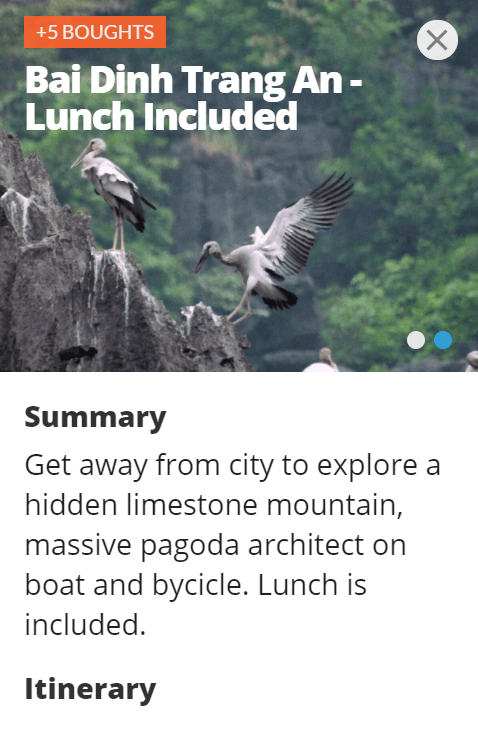 +5 BOUGHTS
Bai Dinh Trang An -
Lunch Included
Summary
Get away from city to explore a
hidden limestone mountain,
massive pagoda architect on
boat and bycicle. Lunch is
included.
Itinerary